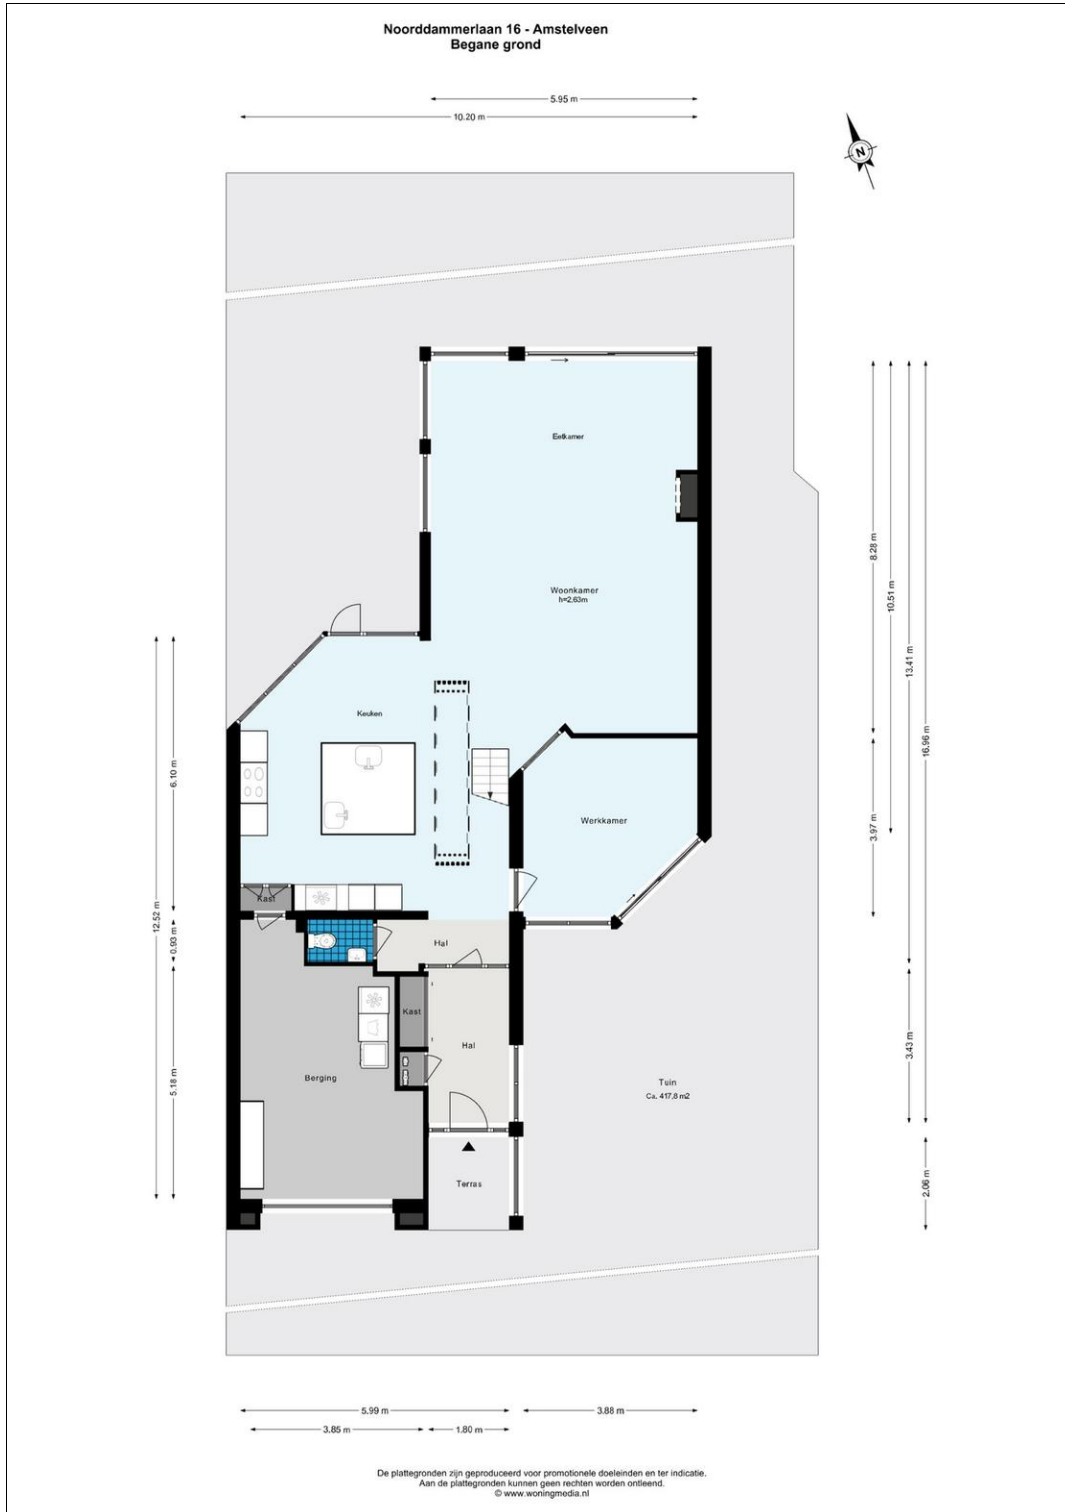 Noorddammerlaan 16 - Amstelveen
Begane grond
5.95 m
10.20 m
N
Eetkamer
Woonkamer
h=2,63m
Keuken
Werkkamer
Kast
Hal
Kast
Hal
Berging
Tuin
Ca. 417,8 m2
Terras
8.28 m
10.51 m
13.41 m
16.96 m
3.97 m
3.43 m
2.06 m
6.10 m
12.52 m
0.93 m
5.18 m
5.99 m
3.88 m
3.85 m
1.80 m
De plattegronden zijn geproduceerd voor promotionele doeleinden en ter indicatie.
Aan de plattegronden kunnen geen rechten worden ontleend.
© www.woningmedia.nl